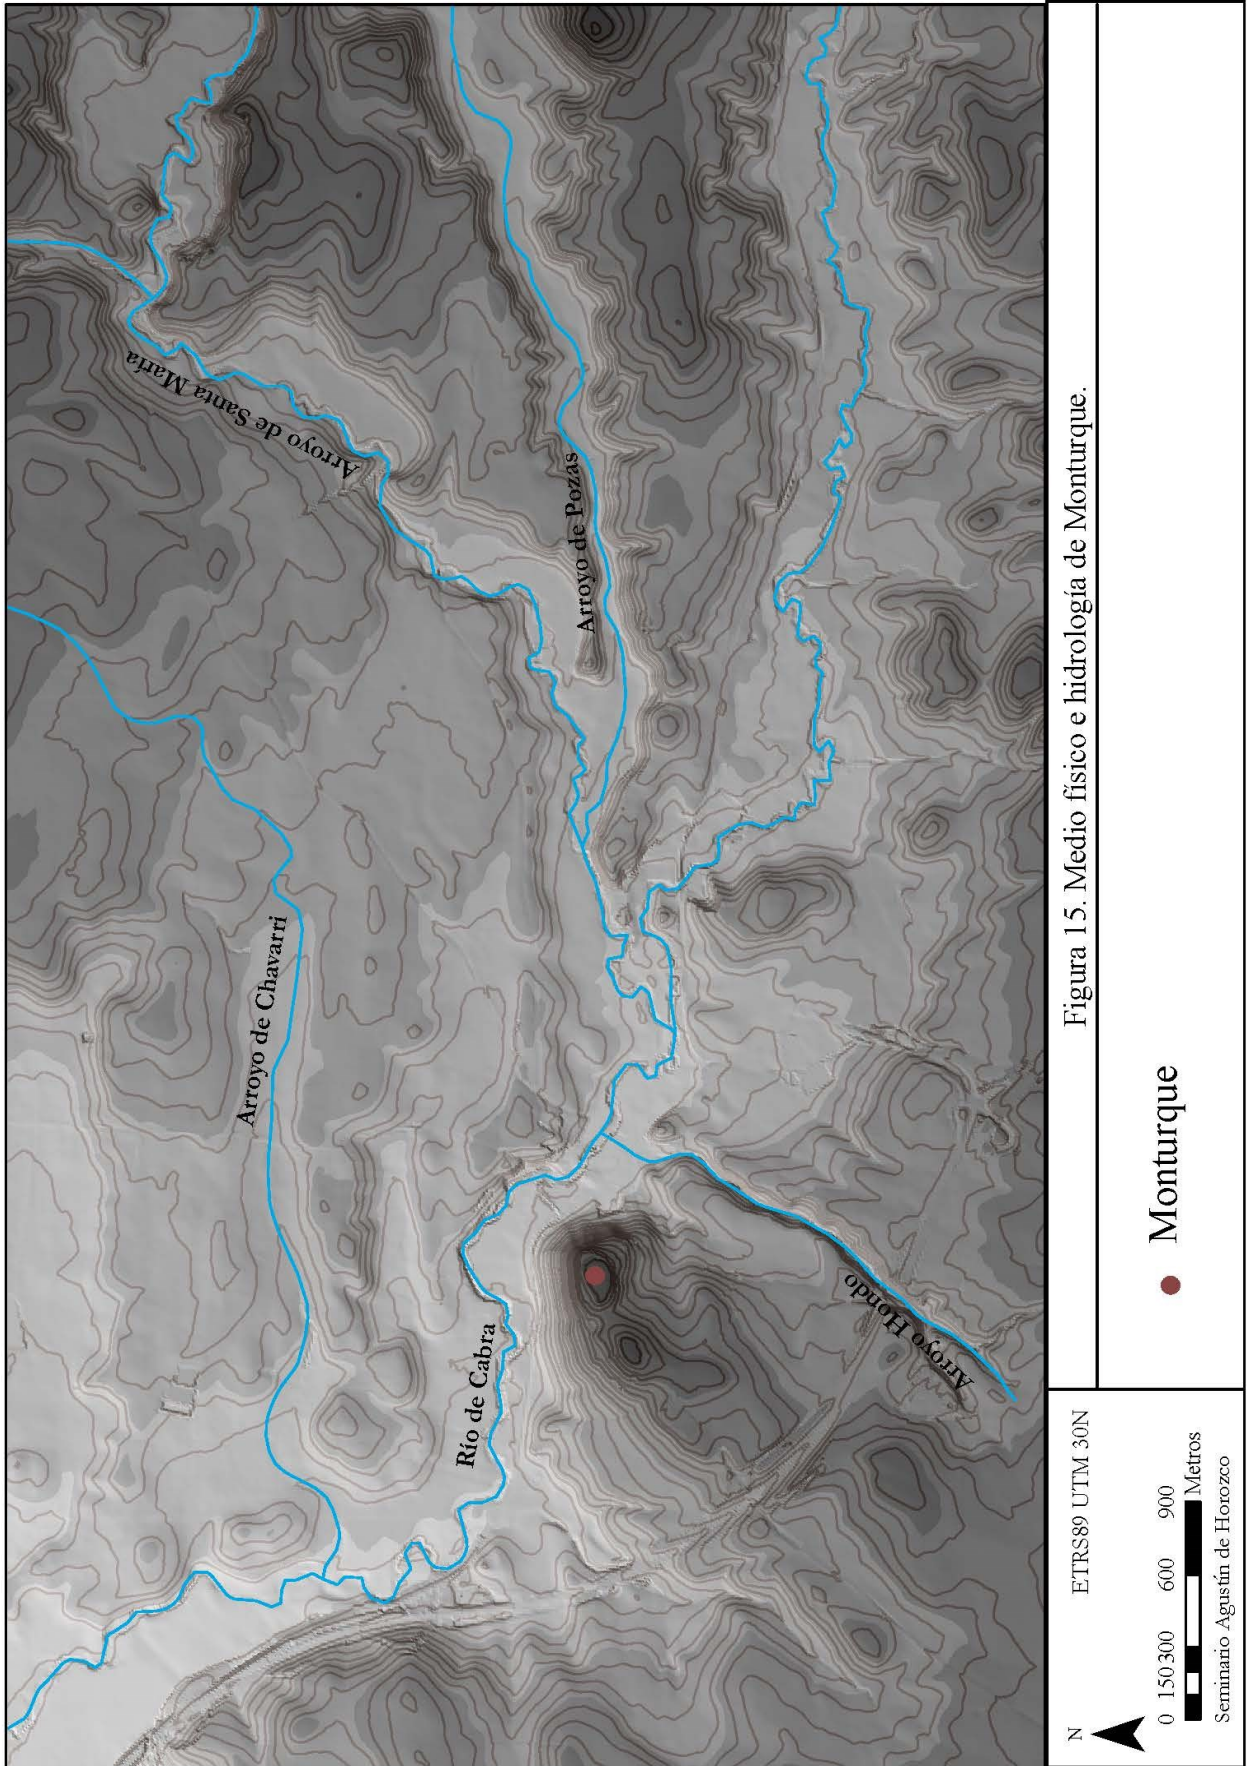 Arroyo de Santa María
Arroyo de Chavarri
Arroyo de Pozas
Río de Cabra
Arroyo Hondo
N
ETRS89 UTM 30N
0 150 300 600 900
Metros
Seminario Agustín de Horozco
Figura 15. Medio físico e hidrología de Monturque.
Monturque